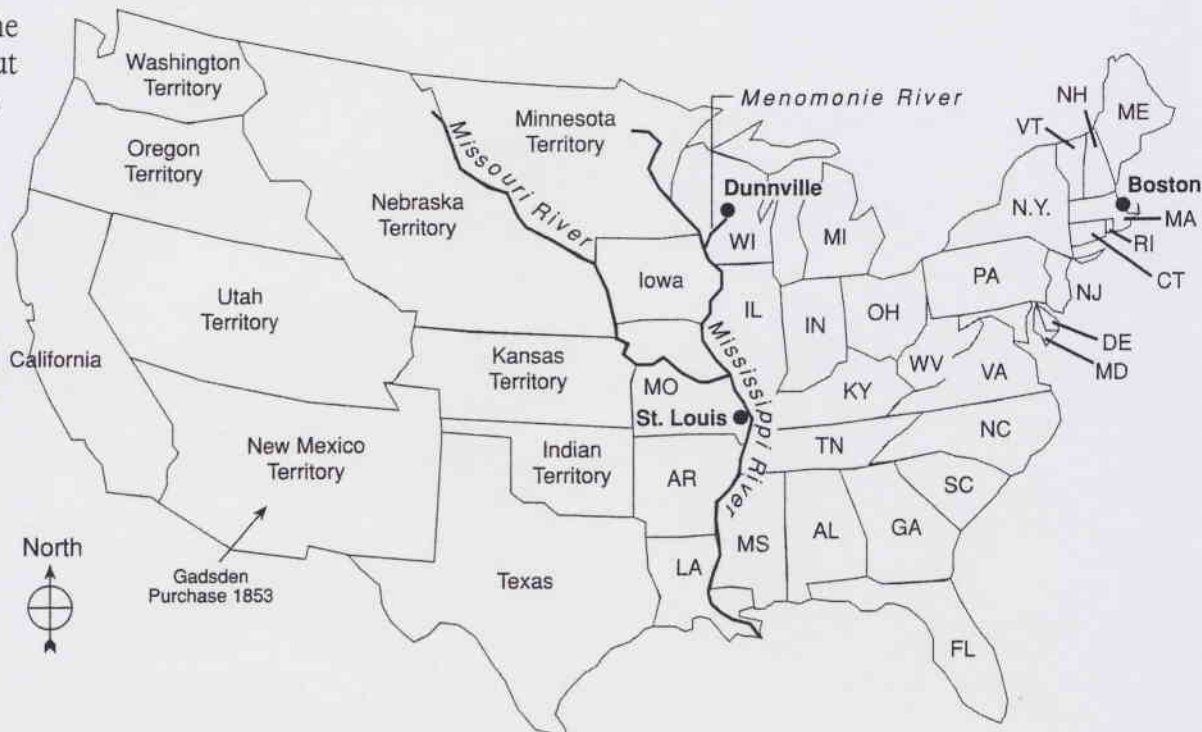 ne
ut
Washington
Territory
Oregon
Territory
California
Utah
Territory
New Mexico
Territory
Gadsden
Purchase 1853
North
Nebraska
Territory
Missouri River
Minnesota
Territory
Menomonie River
Dunnville
WI
MI
Iowa
Kansas
Territory
MO
St. Louis
Mississippi River
Indian
Territory
Texas
AR
LA
MS
AL
GA
FL
SC
NC
TN
KY
VA
WV
IL
IN
OH
PA
N.Y.
VT
NH
ME
Boston
MA
RI
CT
NJ
DE
MD